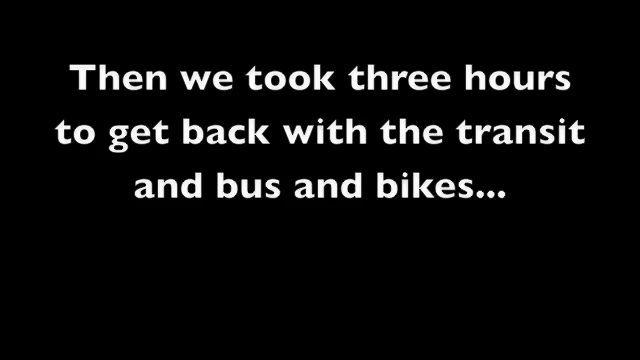 Then we took three hours
to get back with the transit
and bus and bikes...